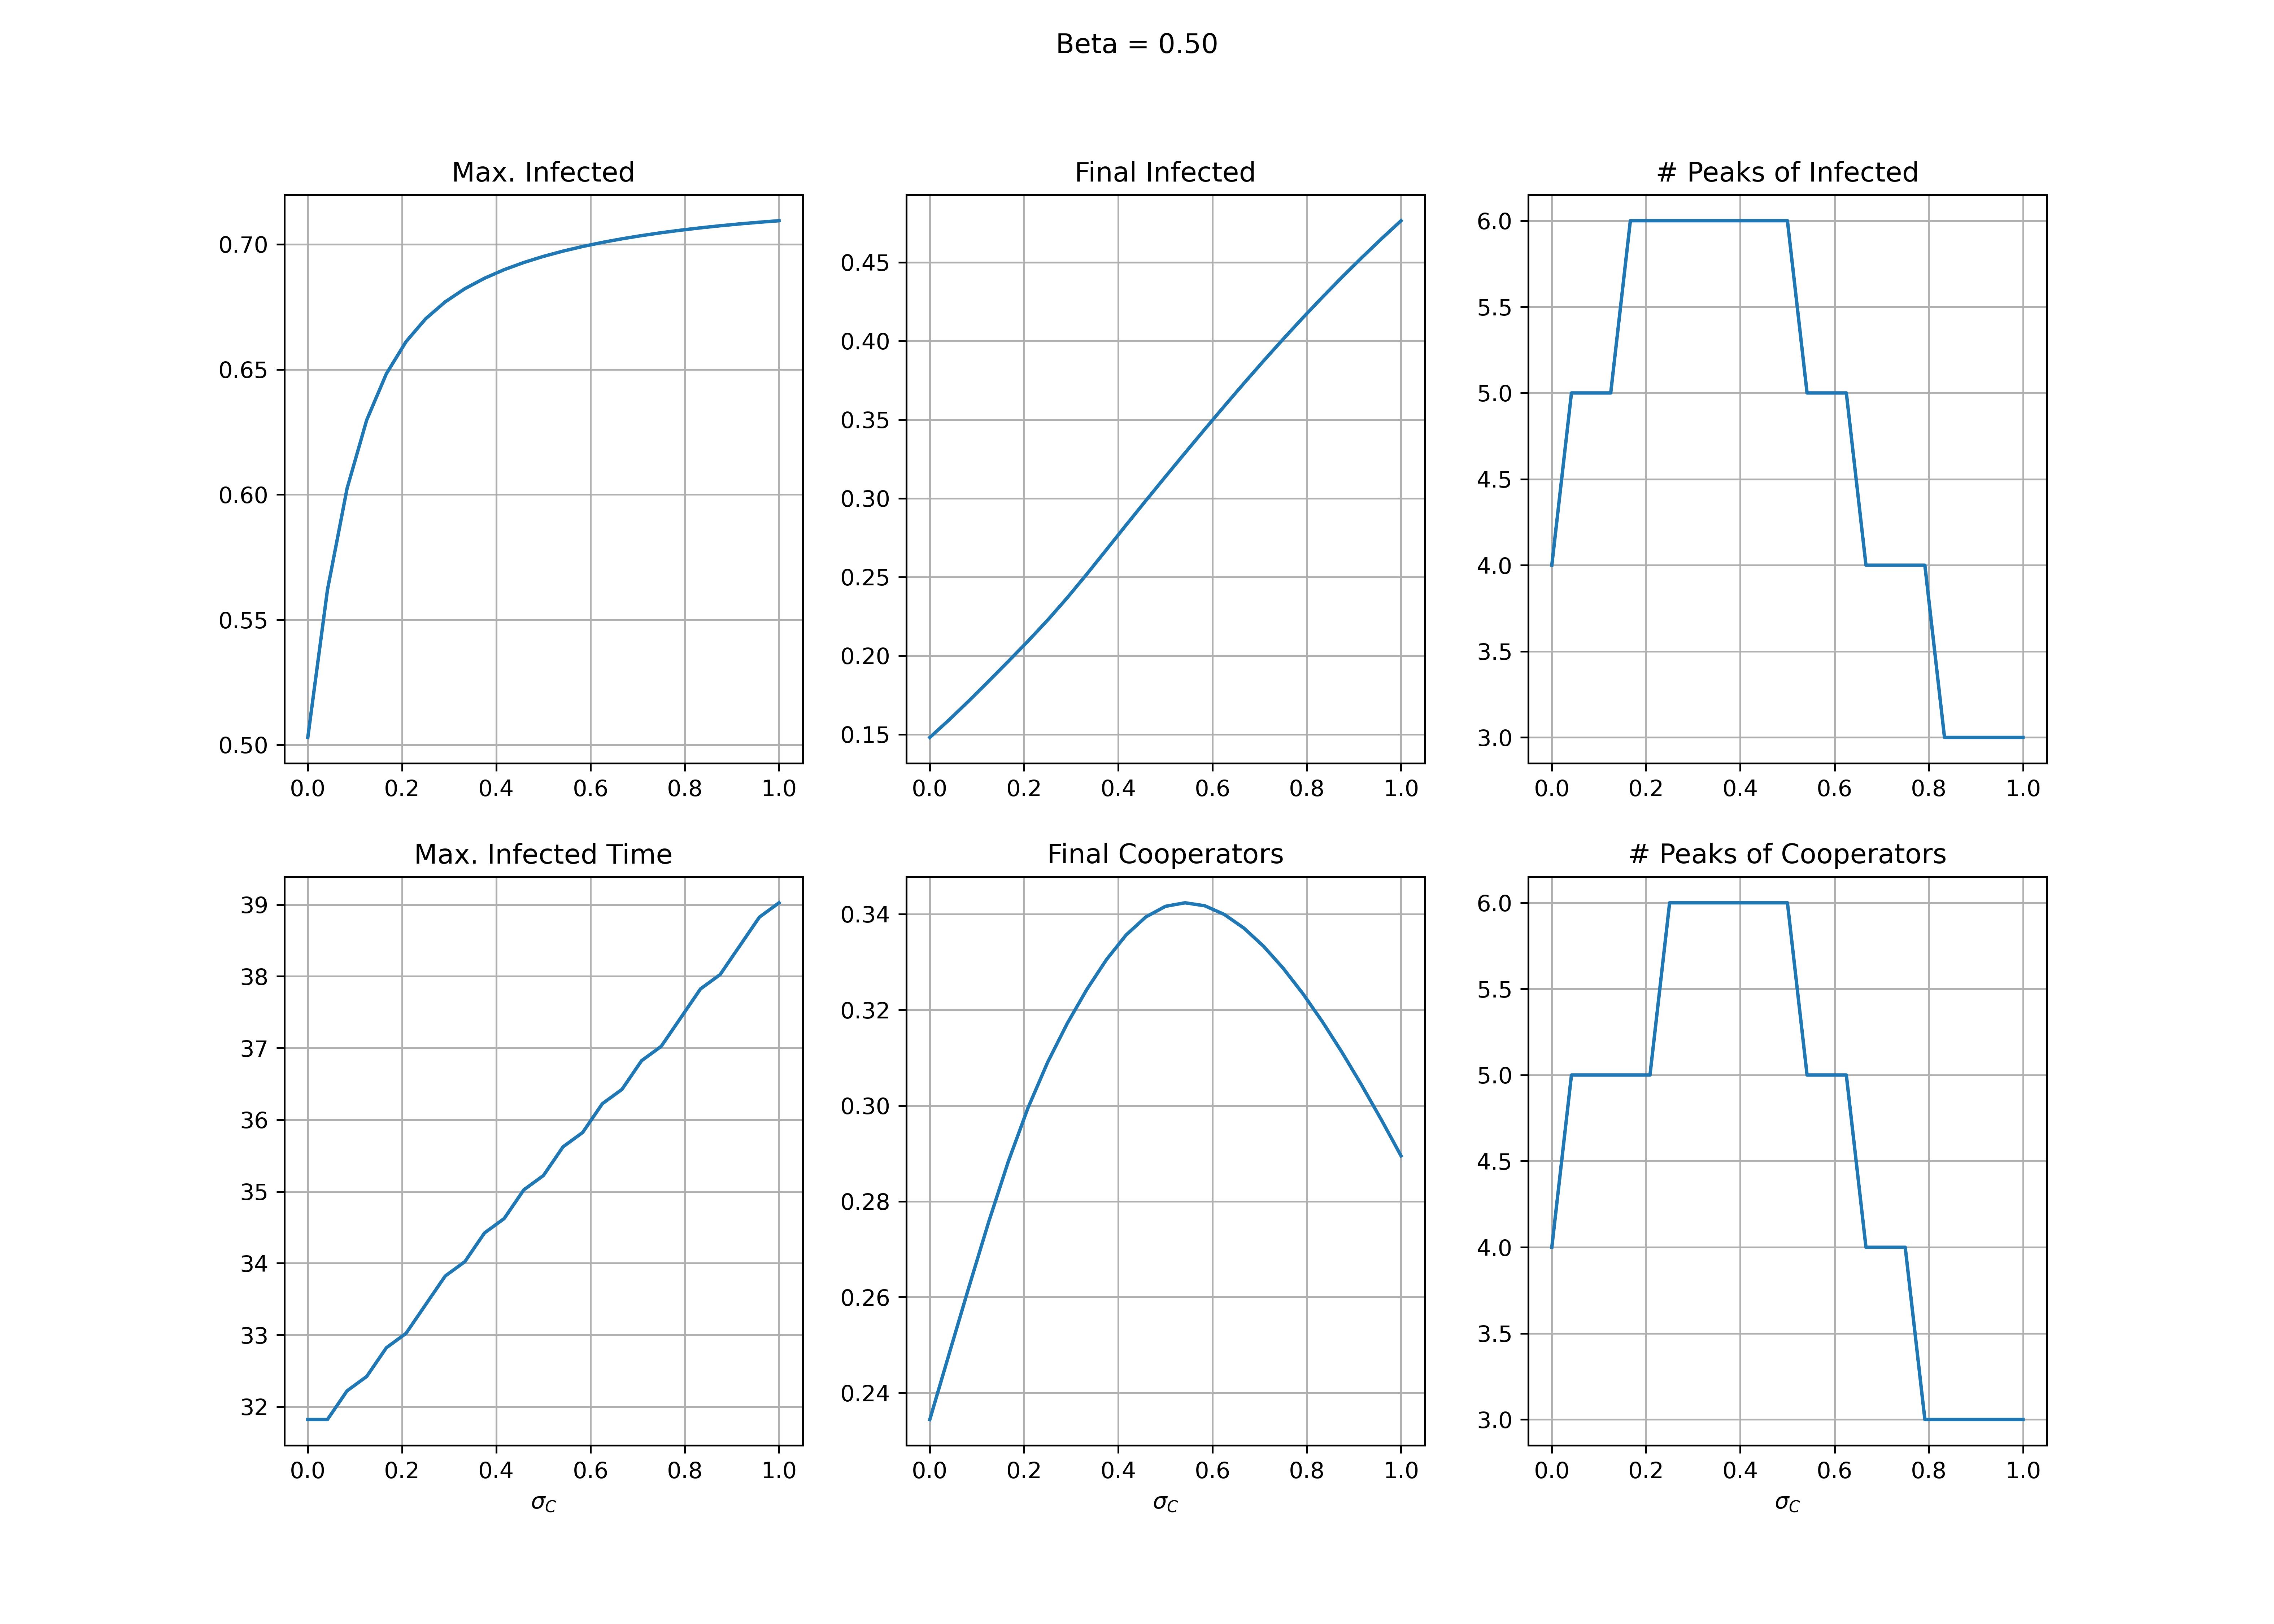 Beta = 0.50
Max. Infected
0.70
0.65
0.60
0.55
0.50
0.0 0.2 0.4 0.6 0.8 1.0
Final Infected
0.45
0.40
0.35
0.30
0.25
0.20
0.15
0.0 0.2 0.4 0.6 0.8 1.0
# Peaks of Infected
6.0
5.5
5.0
4.5
4.0
3.5
3.0
0.0 0.2 0.4 0.6 0.8 1.0
Max. Infected Time
39
38
37
36
35
34
33
32
0.0 0.2 0.4 0.6 0.8 1.0
σC
Final Cooperators
0.34
0.32
0.30
0.28
0.26
0.24
0.0 0.2 0.4 0.6 0.8 1.0
σC
# Peaks of Cooperators
6.0
5.5
5.0
4.5
4.0
3.5
3.0
0.0 0.2 0.4 0.6 0.8 1.0
σC